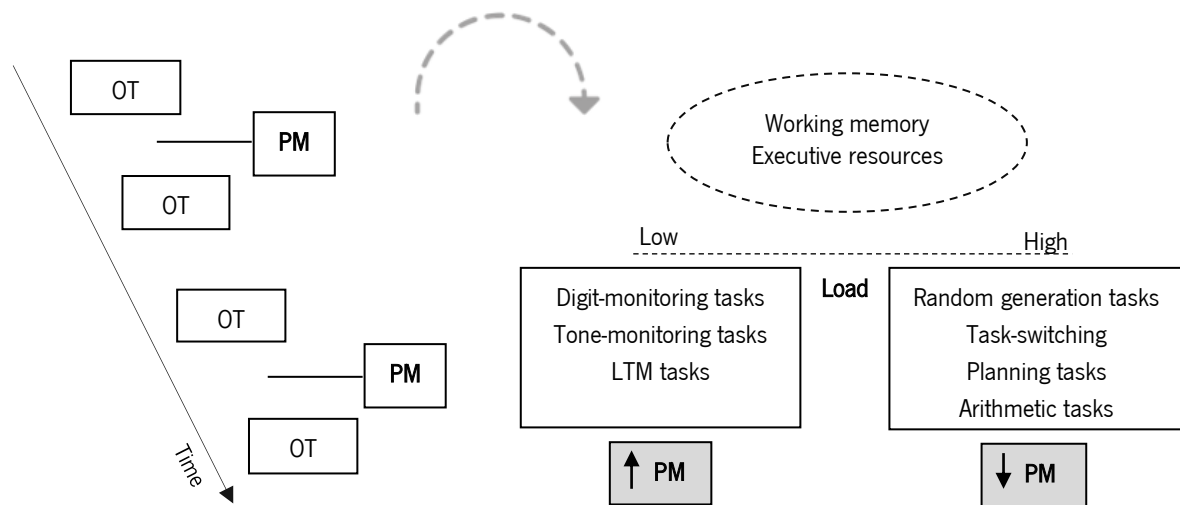 OT
PM
OT
OT
PM
OT
Time
Working memory
Executive resources
Low
High
Load
Digit-monitoring tasks
Tone-monitoring tasks
LTM tasks
Random generation tasks
Task-switching
Planning tasks
Arithmetic tasks
↑ PM
↓ PM